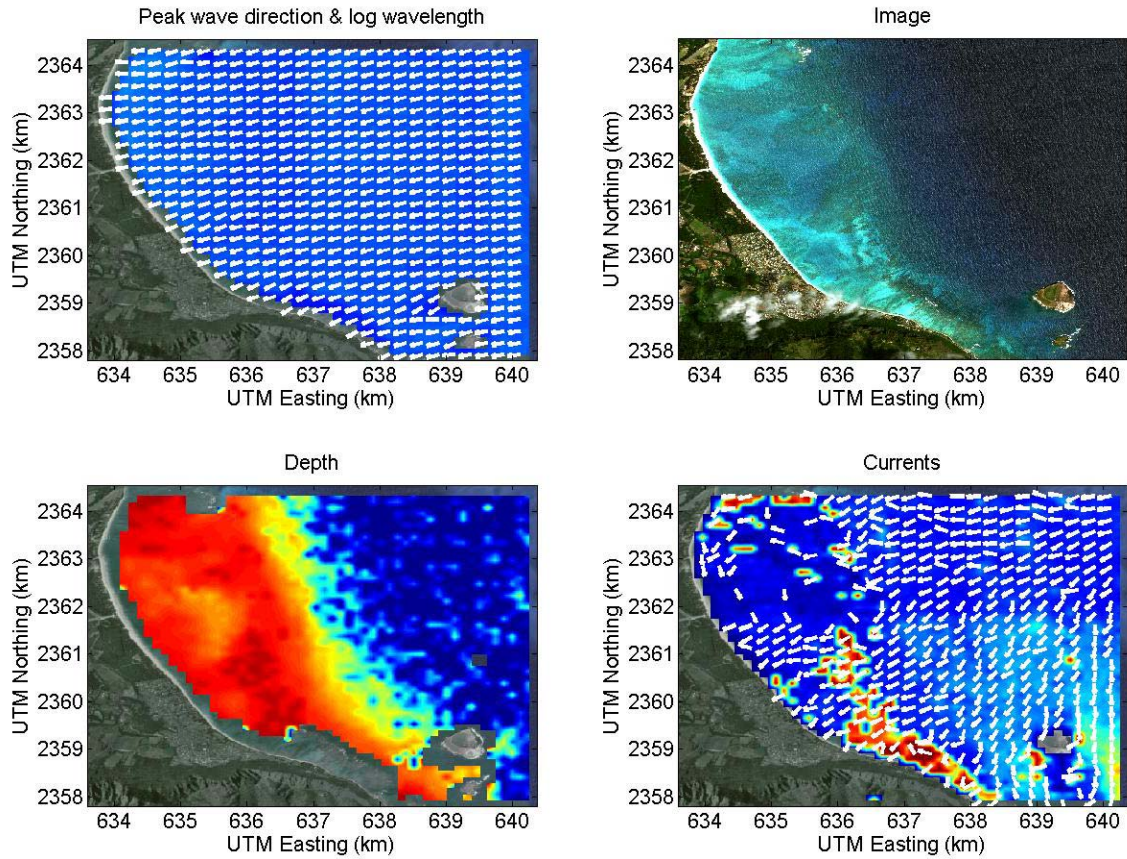 Peak wave direction & log wavelength
2364
2363
2362
2361
2360
2359
2358
UTM Northing (km)
634 635 636 637 638 639 640
UTM Easting (km)
Image
2364
2363
2362
2361
2360
2359
2358
UTM Northing (km)
634 635 636 637 638 639 640
UTM Easting (km)
Depth
2364
2363
2362
2361
2360
2359
2358
UTM Northing (km)
634 635 636 637 638 639 640
UTM Easting (km)
Currents
2364
2363
2362
2361
2360
2359
2358
UTM Northing (km)
634 635 636 637 638 639 640
UTM Easting (km)